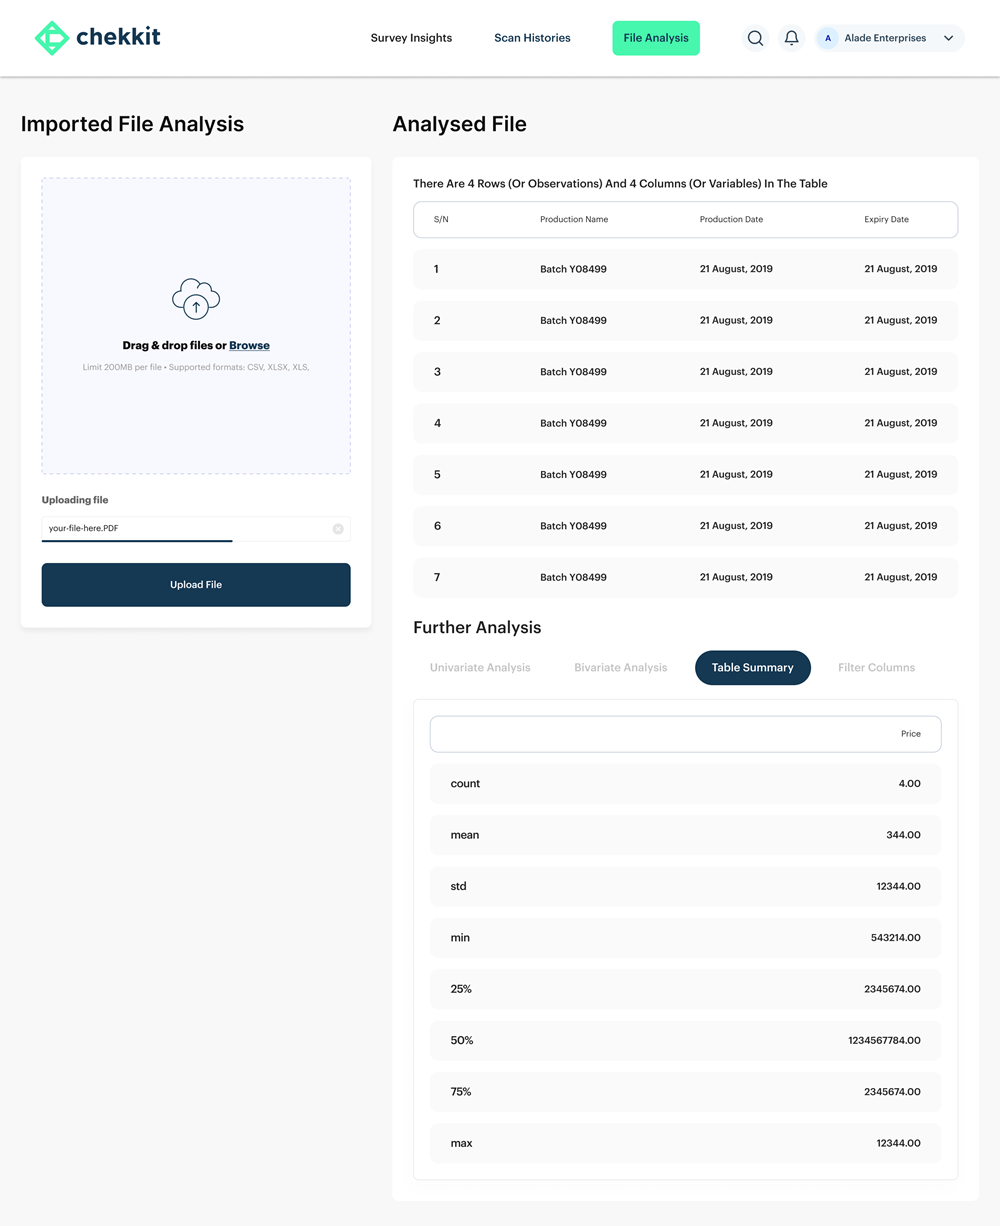 chekkit
Survey Insights
Scan Histories
File Analysis
A
Alade Enterprises
Imported File Analysis
Drag & drop files or Browse
Limit 200MB per file • Supported formats: CSV, XLSX, XLS,
Uploading file
your-file-here.PDF
Upload File
Analysed File
There Are 4 Rows (Or Observations) And 4 Columns (Or Variables) In The Table
S/N Production Name Production Date Expiry Date
1 Batch Y08499 21 August, 2019 21 August, 2019
2 Batch Y08499 21 August, 2019 21 August, 2019
3 Batch Y08499 21 August, 2019 21 August, 2019
4 Batch Y08499 21 August, 2019 21 August, 2019
5 Batch Y08499 21 August, 2019 21 August, 2019
6 Batch Y08499 21 August, 2019 21 August, 2019
7 Batch Y08499 21 August, 2019 21 August, 2019
Further Analysis
Univariate Analysis Bivariate Analysis Table Summary Filter Columns
Price
count 4.00
mean 344.00
std 12344.00
min 543214.00
25% 2345674.00
50% 1234567784.00
75% 2345674.00
max 12344.00